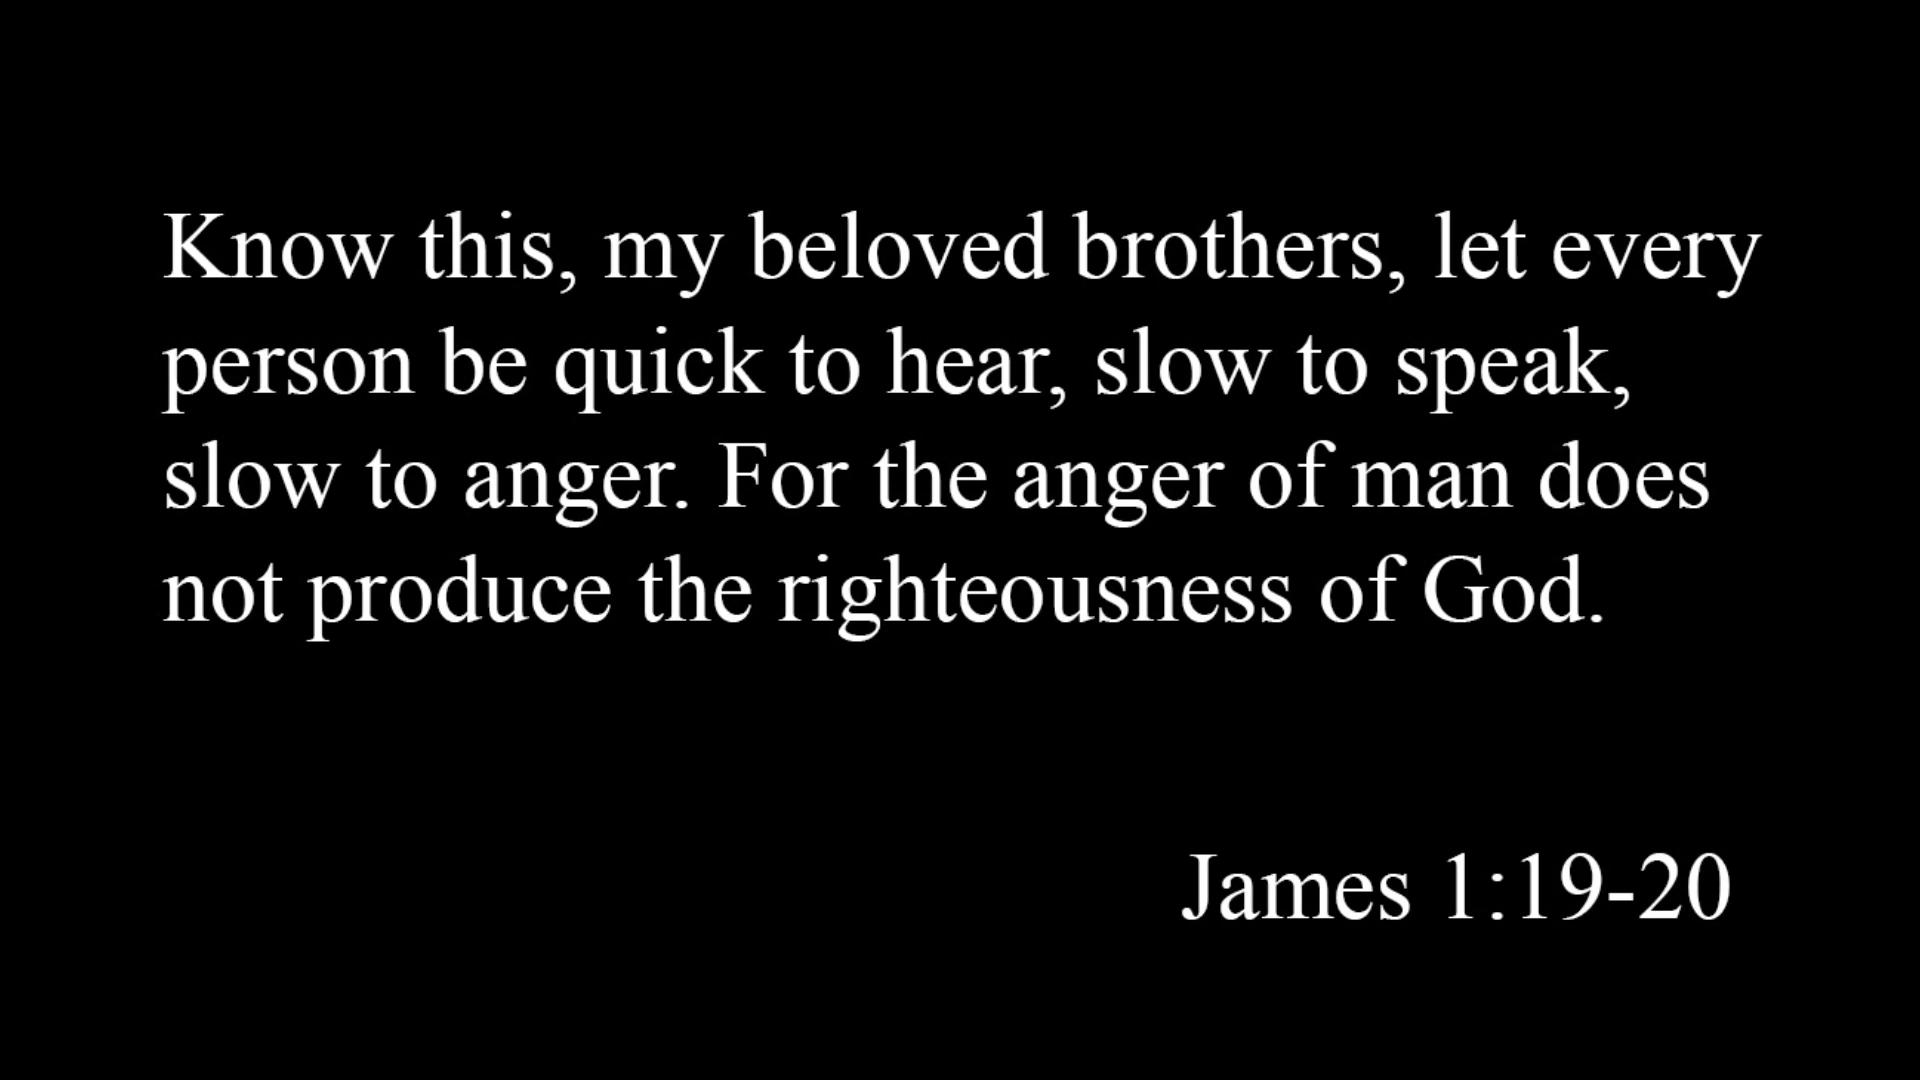 Know this, my beloved brothers, let every
person be quick to hear, slow to speak,
slow to anger. For the anger of man does
not produce the righteousness of God.
James 1:19-20